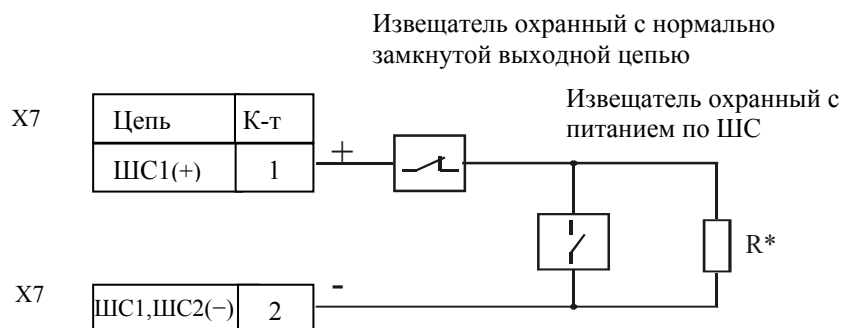 Извещатель охранный с нормально
замкнутой выходной цепью
Извещатель охранный с
питанием по ШС
X7
Цепь К-т
ШС1(+) 1
+
R*
X7
ШС1,ШС2(−) 2
-